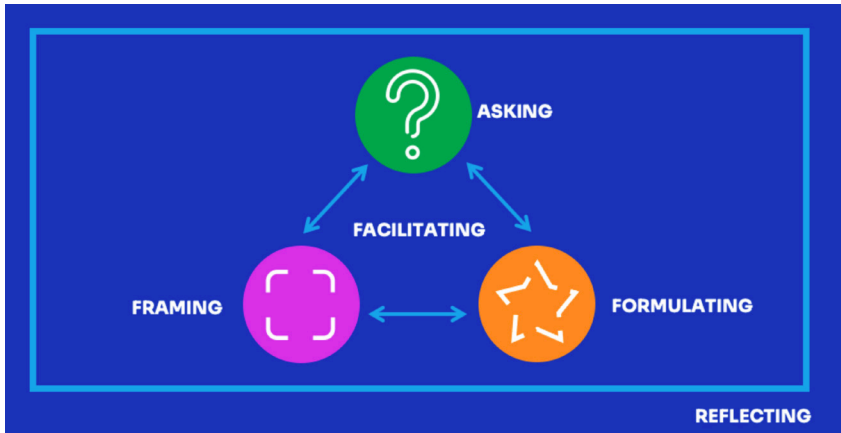 ASKING
FACILITATING
FRAMING
FORMULATING
REFLECTING